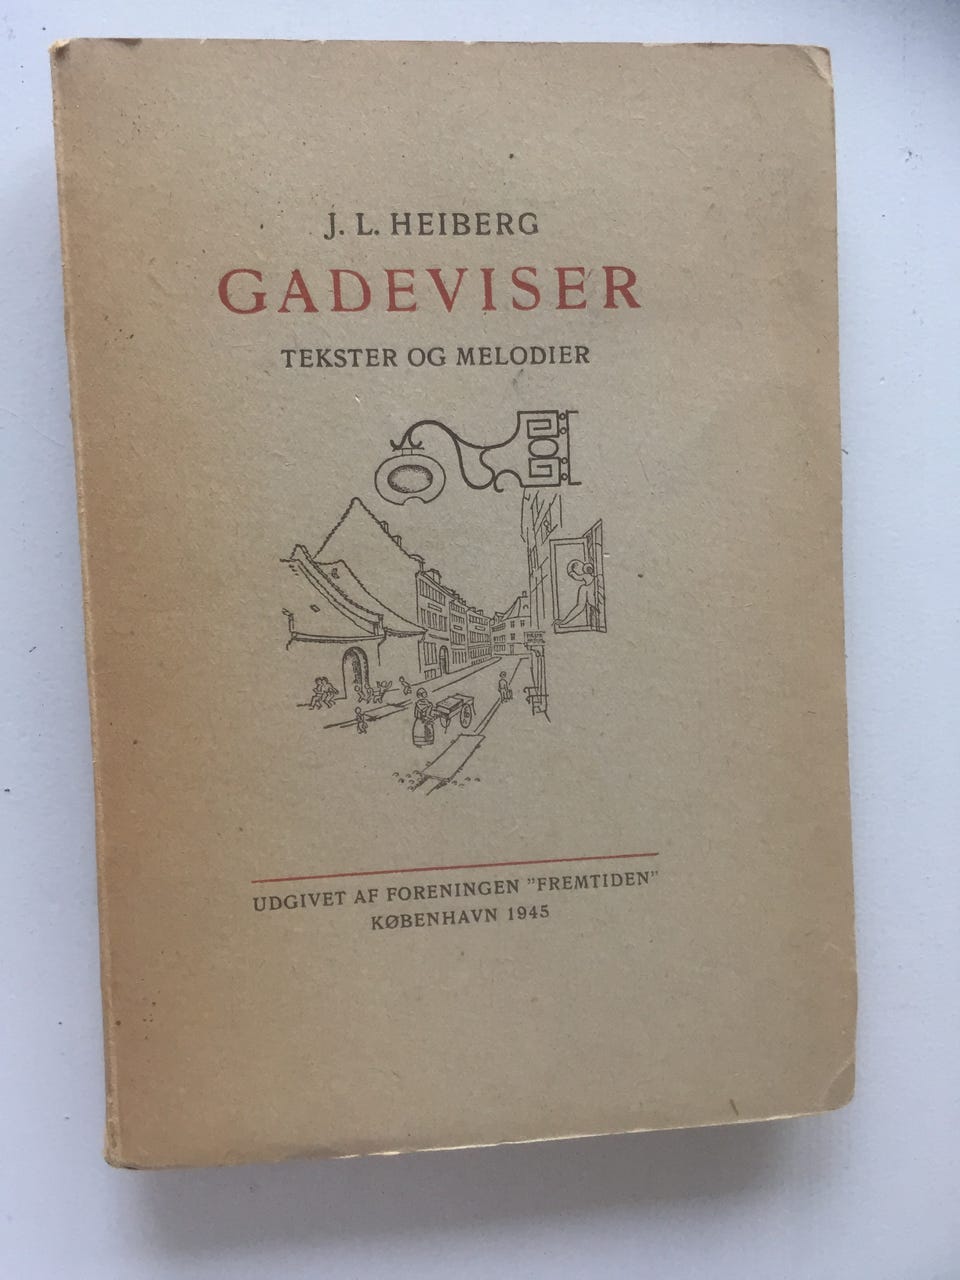 J. L. HEIBERG
GADEVISER
TEKSTER OG MELODIER
UDGIVET AF FORENINGEN "FREMTIDEN"
KØBENHAVN 1945